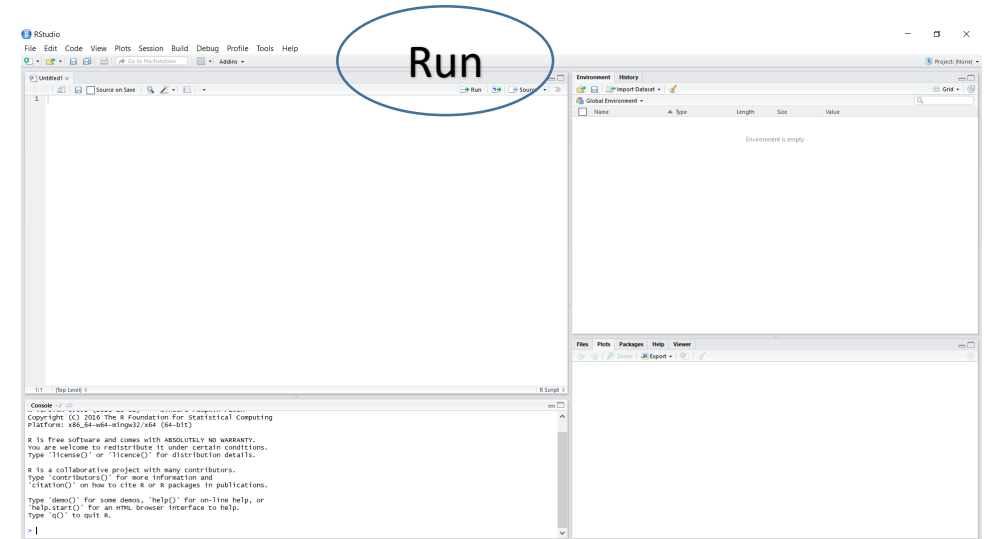 RStudio
Run
File Edit Code View Plots Session Build Debug Profile Tools Help
Go to file/function Addins
Project: (None)
Untitled1
Source on Save Run Source
1
1:1 (Top Level) R Script
Console ~/
Copyright (C) 2016 The R Foundation for Statistical Computing
Platform: x86_64-w64-mingw32/x64 (64-bit)
R is free software and comes with ABSOLUTELY NO WARRANTY.
You are welcome to redistribute it under certain conditions.
Type 'license()' or 'licence()' for distribution details.
R is a collaborative project with many contributors.
Type 'contributors()' for more information and
'citation()' on how to cite R or R packages in publications.
Type 'demo()' for some demos, 'help()' for on-line help, or
'help.start()' for an HTML browser interface to help.
Type 'q()' to quit R.
>
Environment History
Import Dataset Grid
Global Environment
Name Type Length Size Value
Environment is empty
Files Plots Packages Help Viewer
Zoom Export